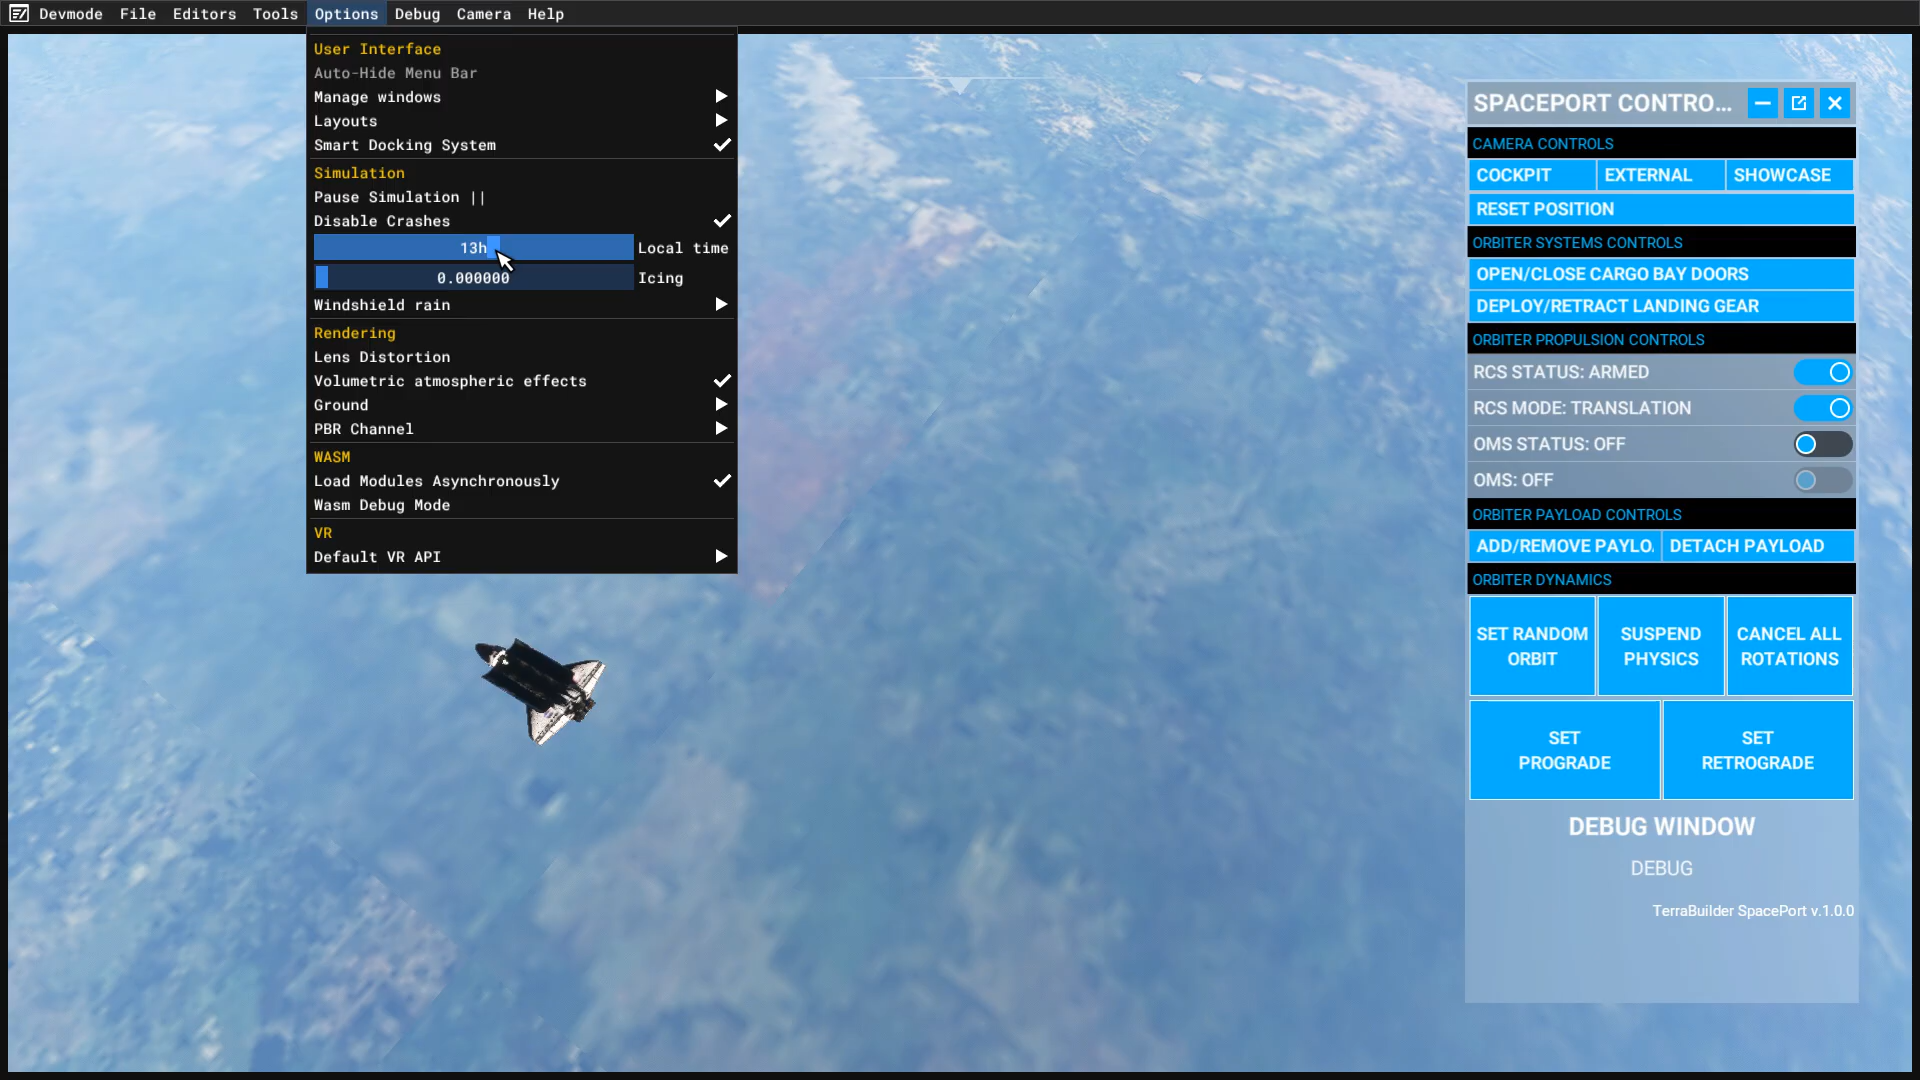 Devmode File Editors Tools Options Debug Camera Help
User Interface
Auto-Hide Menu Bar
Manage windows
Layouts
Smart Docking System
Simulation
Pause Simulation ||
Disable Crashes
13h Local time
0.000000 Icing
Windshield rain
Rendering
Lens Distortion
Volumetric atmospheric effects
Ground
PBR Channel
WASM
Load Modules Asynchronously
Wasm Debug Mode
VR
Default VR API
SPACEPORT CONTRO...
CAMERA CONTROLS
COCKPIT EXTERNAL SHOWCASE
RESET POSITION
ORBITER SYSTEMS CONTROLS
OPEN/CLOSE CARGO BAY DOORS
DEPLOY/RETRACT LANDING GEAR
ORBITER PROPULSION CONTROLS
RCS STATUS: ARMED
RCS MODE: TRANSLATION
OMS STATUS: OFF
OMS: OFF
ORBITER PAYLOAD CONTROLS
ADD/REMOVE PAYLO. DETACH PAYLOAD
ORBITER DYNAMICS
SET RANDOM
ORBIT
SUSPEND
PHYSICS
CANCEL ALL
ROTATIONS
SET
PROGRADE
SET
RETROGRADE
DEBUG WINDOW
DEBUG
TerraBuilder SpacePort v.1.0.0